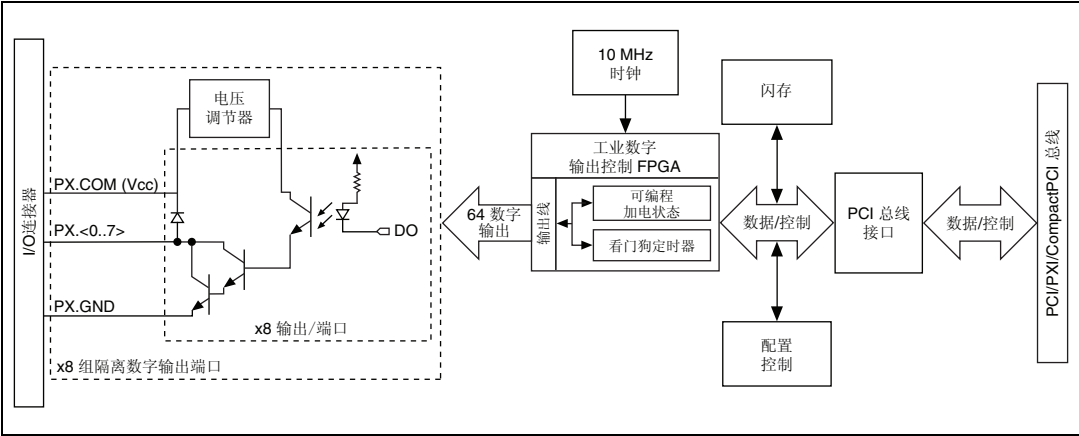 I/O连接器
PX.COM (Vcc)
PX.<0..7>
PX.GND
电压
调节器
DO
x8 输出/端口
x8 组隔离数字输出端口
64 数字
输出
10 MHz
时钟
工业数字
输出控制 FPGA
输出线
可编程
加电状态
看门狗定时器
闪存
数据/控制
配置
控制
PCI 总线
接口
数据/控制
PCI/PXI/CompactPCI 总线